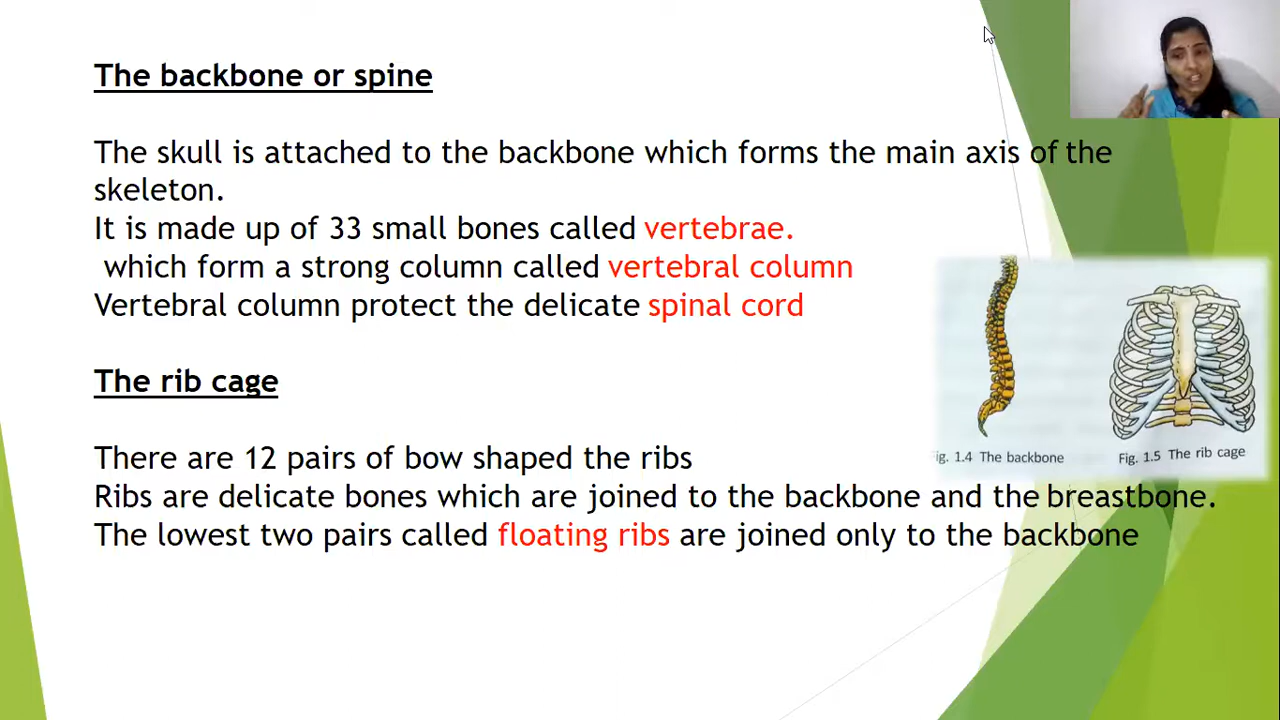 The backbone or spine
The skull is attached to the backbone which forms the main axis of the
skeleton.
It is made up of 33 small bones called vertebrae.
which form a strong column called vertebral column
Vertebral column protect the delicate spinal cord
The rib cage
There are 12 pairs of bow shaped the ribs
Ribs are delicate bones which are joined to the backbone and the breastbone.
The lowest two pairs called floating ribs are joined only to the backbone
ig. 1.4 The backbone
Fig. 1.5 The rib cage